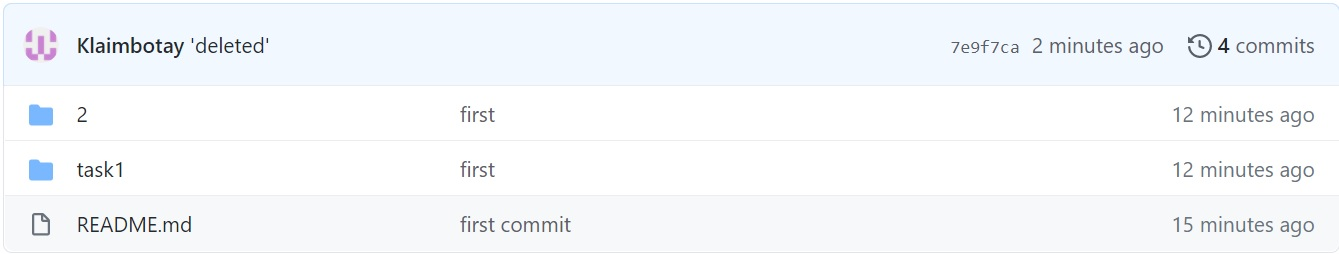 Klaimbotay 'deleted' 7e9f7ca 2 minutes ago 4 commits
2 first 12 minutes ago
task1 first 12 minutes ago
README.md first commit 15 minutes ago